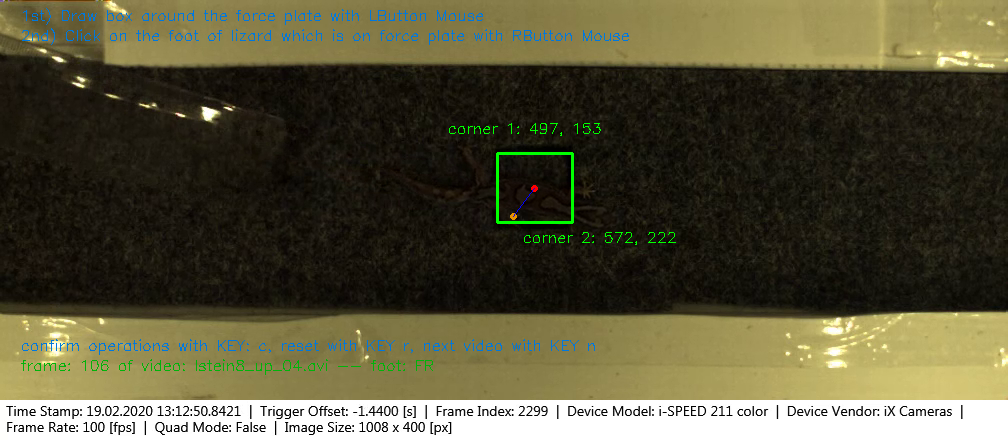 1st) Draw box around the force plate with LButton Mouse
2nd) Click on the foot of lizard which is on force plate with RButton Mouse
corner 1: 497, 153
corner 2: 572, 222
confirm operations with KEY: c, reset with KEY r, next video with KEY n
frame: 106 of video: lstein8_up_04.avi —— foot: FR
Time Stamp: 19.02.2020 13:12:50.8421 | Trigger Offset: -1.4400 [s] | Frame Index: 2299 | Device Model: i-SPEED 211 color | Device Vendor: iX Cameras |
Frame Rate: 100 [fps] | Quad Mode: False | Image Size: 1008 x 400 [px]